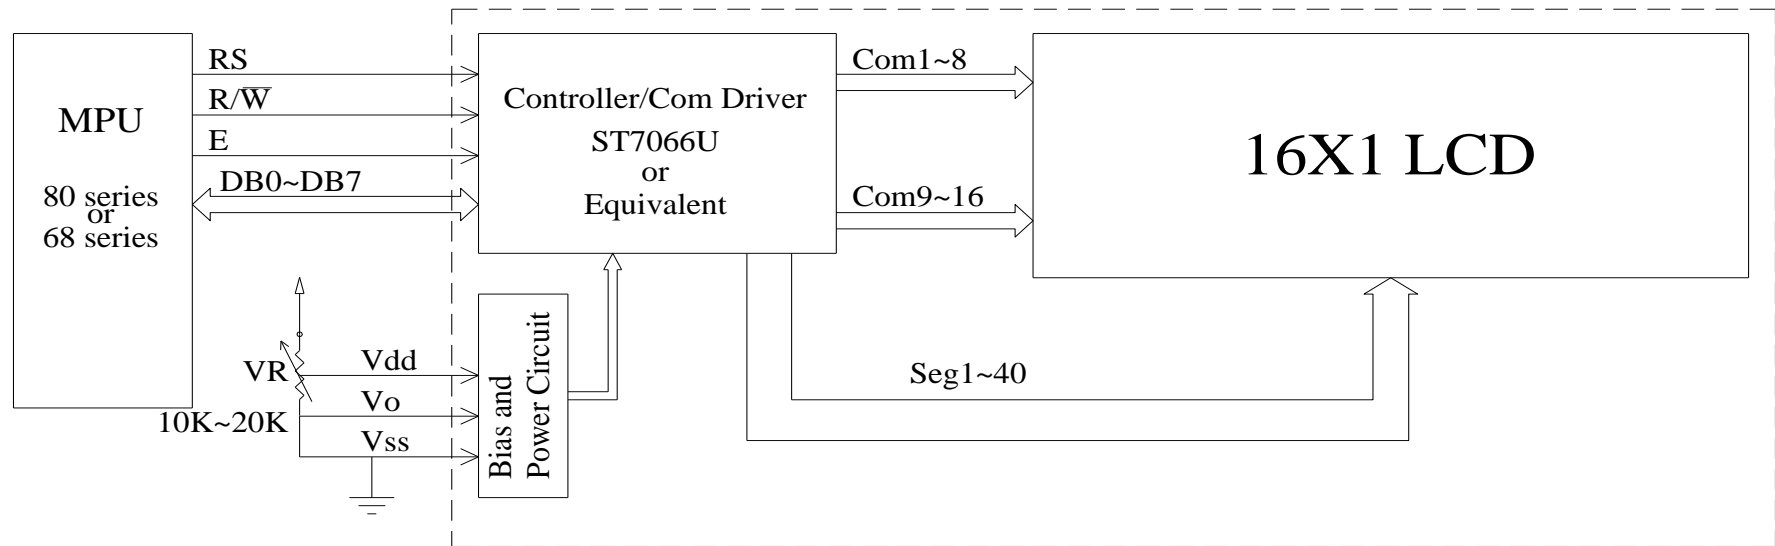 MPU
80 series
or
68 series
RS
R/W̅
E
DB0~DB7
Controller/Com Driver
ST7066U
or
Equivalent
Com1~8
Com9~16
16X1 LCD
VR
10K~20K
Vdd
Vo
Vss
Bias and
Power Circuit
Seg1~40